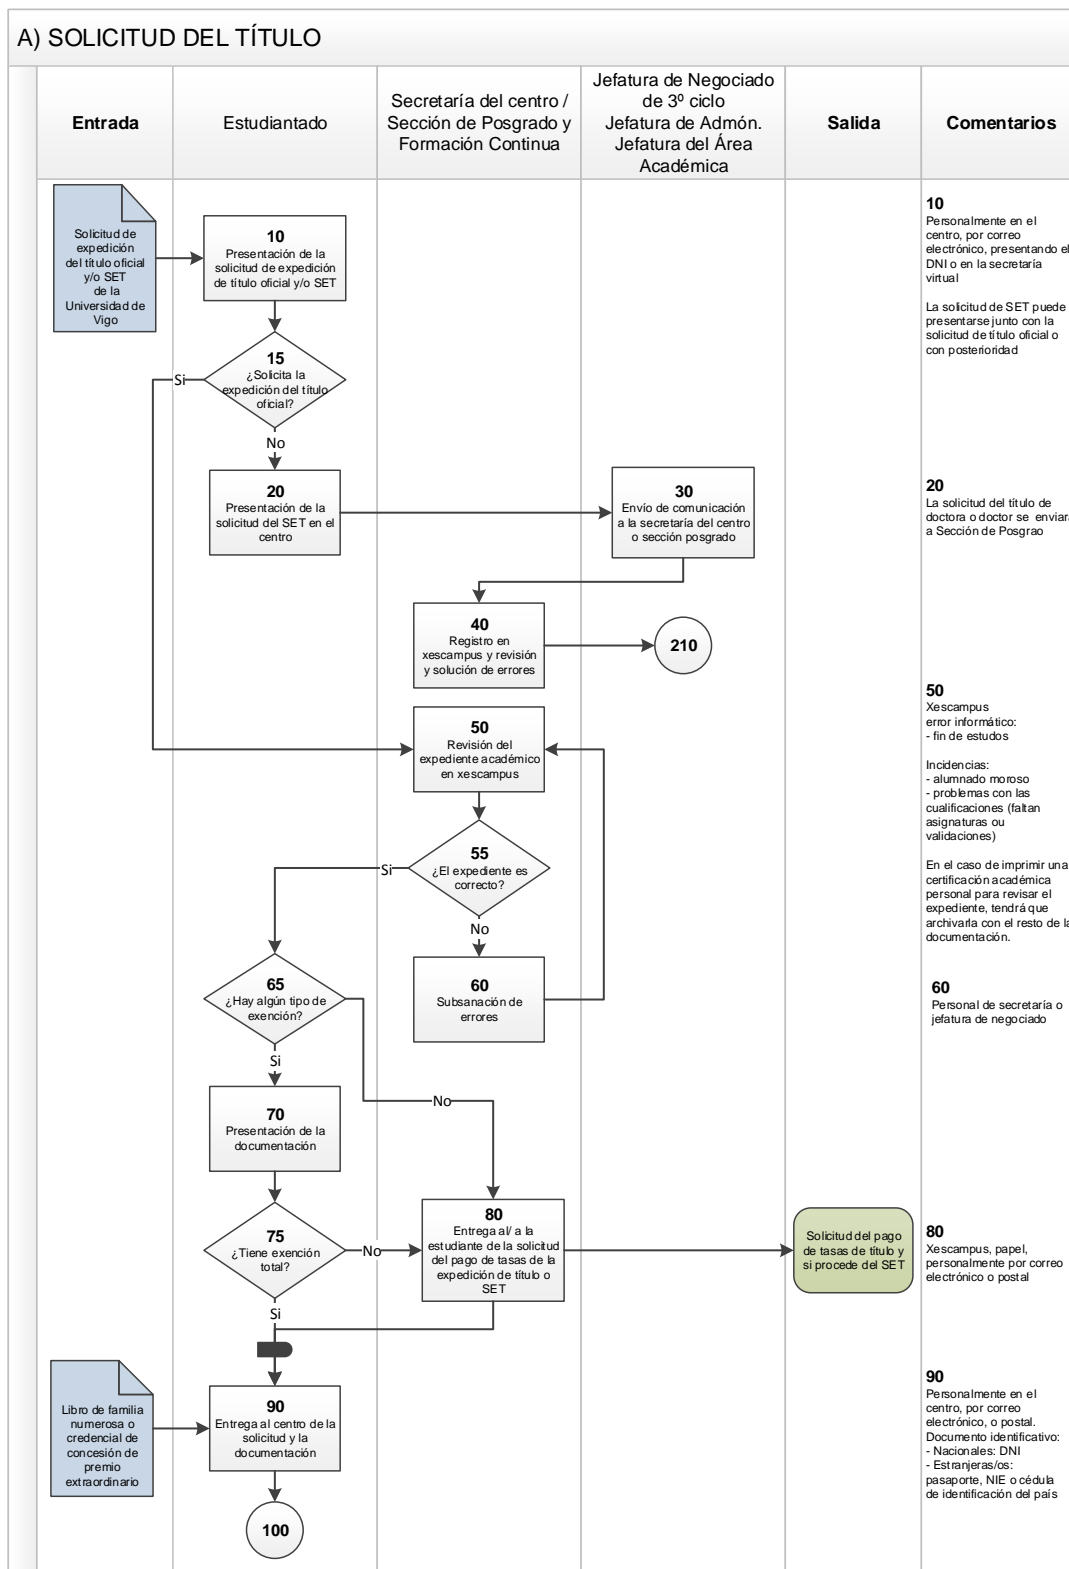 A) SOLICITUD DEL TÍTULO
Entrada
Estudiantado
Secretaría del centro /
Sección de Posgrado y
Formación Continua
Jefatura de Negociado
de 3º ciclo
Jefatura de Admón.
Jefatura del Área
Académica
Salida
Comentarios
Solicitud de
expedición
del título oficial
y/o SET
de la
Universidad de
Vigo
10
Presentación de la
solicitud de expedición
de título oficial y/o SET
10
Personalmente en el
centro, por correo
electrónico, presentando el
DNI o en la secretaría
virtual
La solicitud de SET puede
presentarse junto con la
solicitud de título oficial o
con posterioridad
15
¿Solicita la
expedición del título
oficial?
Si
No
20
Presentación de la
solicitud del SET en el
centro
30
Envío de comunicación
a la secretaría del centro
o sección posgrado
20
La solicitud del título de
doctora o doctor se enviar
a Sección de Posgrao
40
Registro en
xescampus y revisión
y solución de errores
210
50
Revisión del
expediente académico
en xescampus
50
Xescampus
error informático:
- fin de estudos
Incidencias:
- alumnado moroso
- problemas con las
cualificaciones (faltan
asignaturas ou
validaciones)
En el caso de imprimir una
certificación académica
personal para revisar el
expediente, tendrá que
archivarla con el resto de la
documentación.
55
¿El expediente es
correcto?
Si
No
60
Subsanación de
errores
60
Personal de secretaría o
jefatura de negociado
65
¿Hay algún tipo de
exención?
Si
No
70
Presentación de la
documentación
75
¿Tiene exención
total?
No
Si
80
Entrega al/ a la
estudiante de la solicitud
del pago de tasas de la
expedición de título o
SET
Solicitud del pago
de tasas de título y
si procede del SET
80
Xescampus, papel,
personalmente por correo
electrónico o postal
Libro de familia
numerosa o
credencial de
concesión de
premio
extraordinario
90
Entrega al centro de la
solicitud y la
documentación
90
Personalmente en el
centro, por correo
electrónico, o postal.
Documento identificativo:
- Nacionales: DNI
- Estranjeras/os:
pasaporte, NIE o cédula
de identificación del país
100